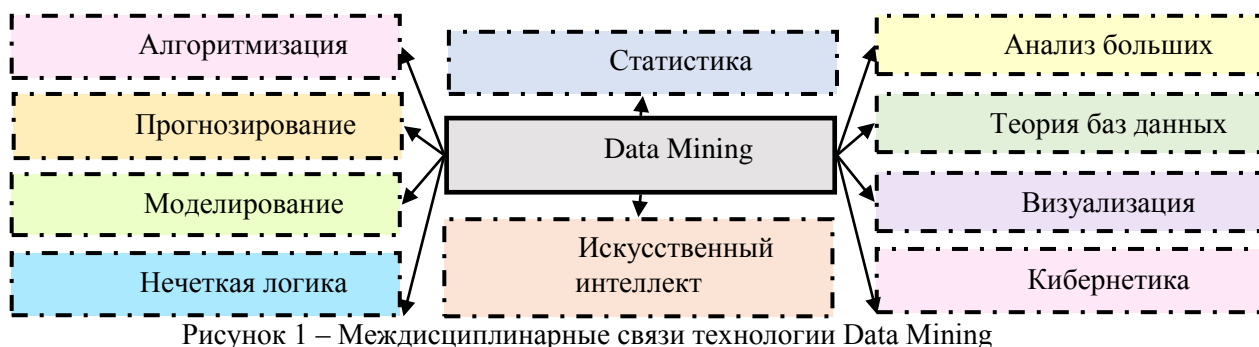 Алгоритмизация
Прогнозирование
Моделирование
Нечеткая логика
Статистика
Data Mining
Искусственный
интеллект
Анализ больших
Теория баз данных
Визуализация
Кибернетика
Рисунок 1 – Междисциплинарные связи технологии Data Mining